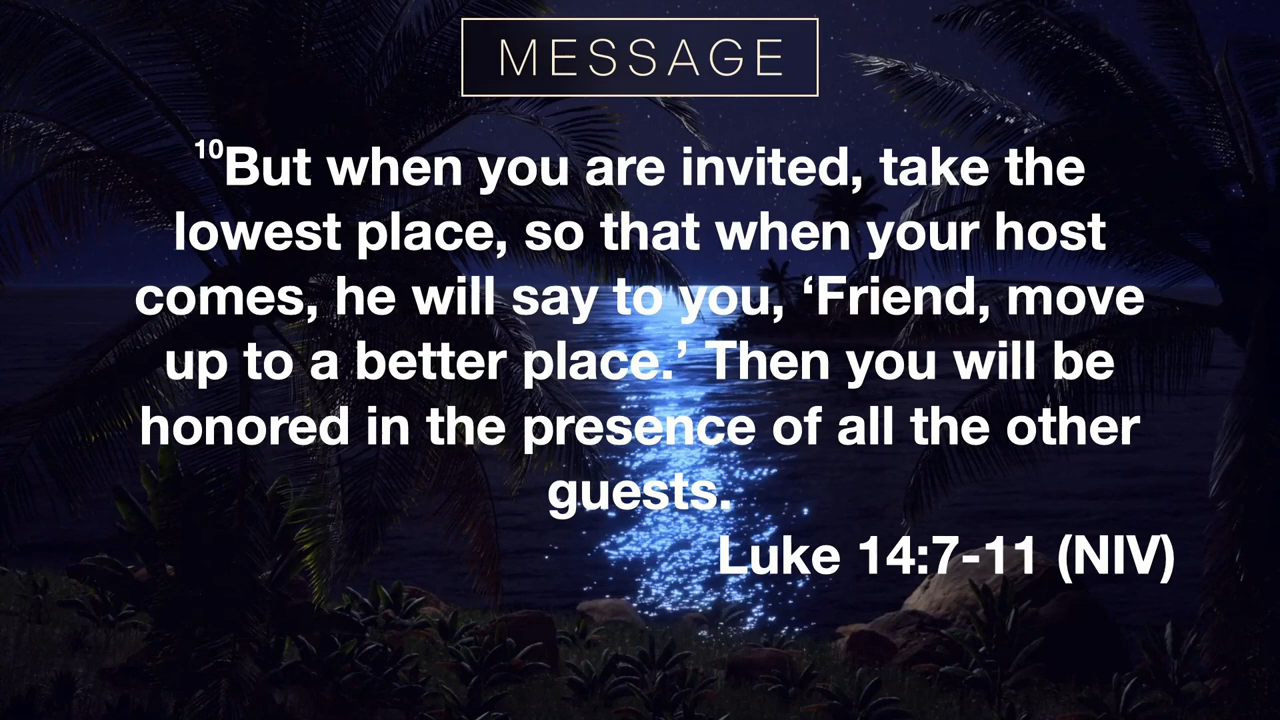 MESSAGE
¹⁰But when you are invited, take the
lowest place, so that when your host
comes, he will say to you, ‘Friend, move
up to a better place.’ Then you will be
honored in the presence of all the other
guests.
Luke 14:7-11 (NIV)